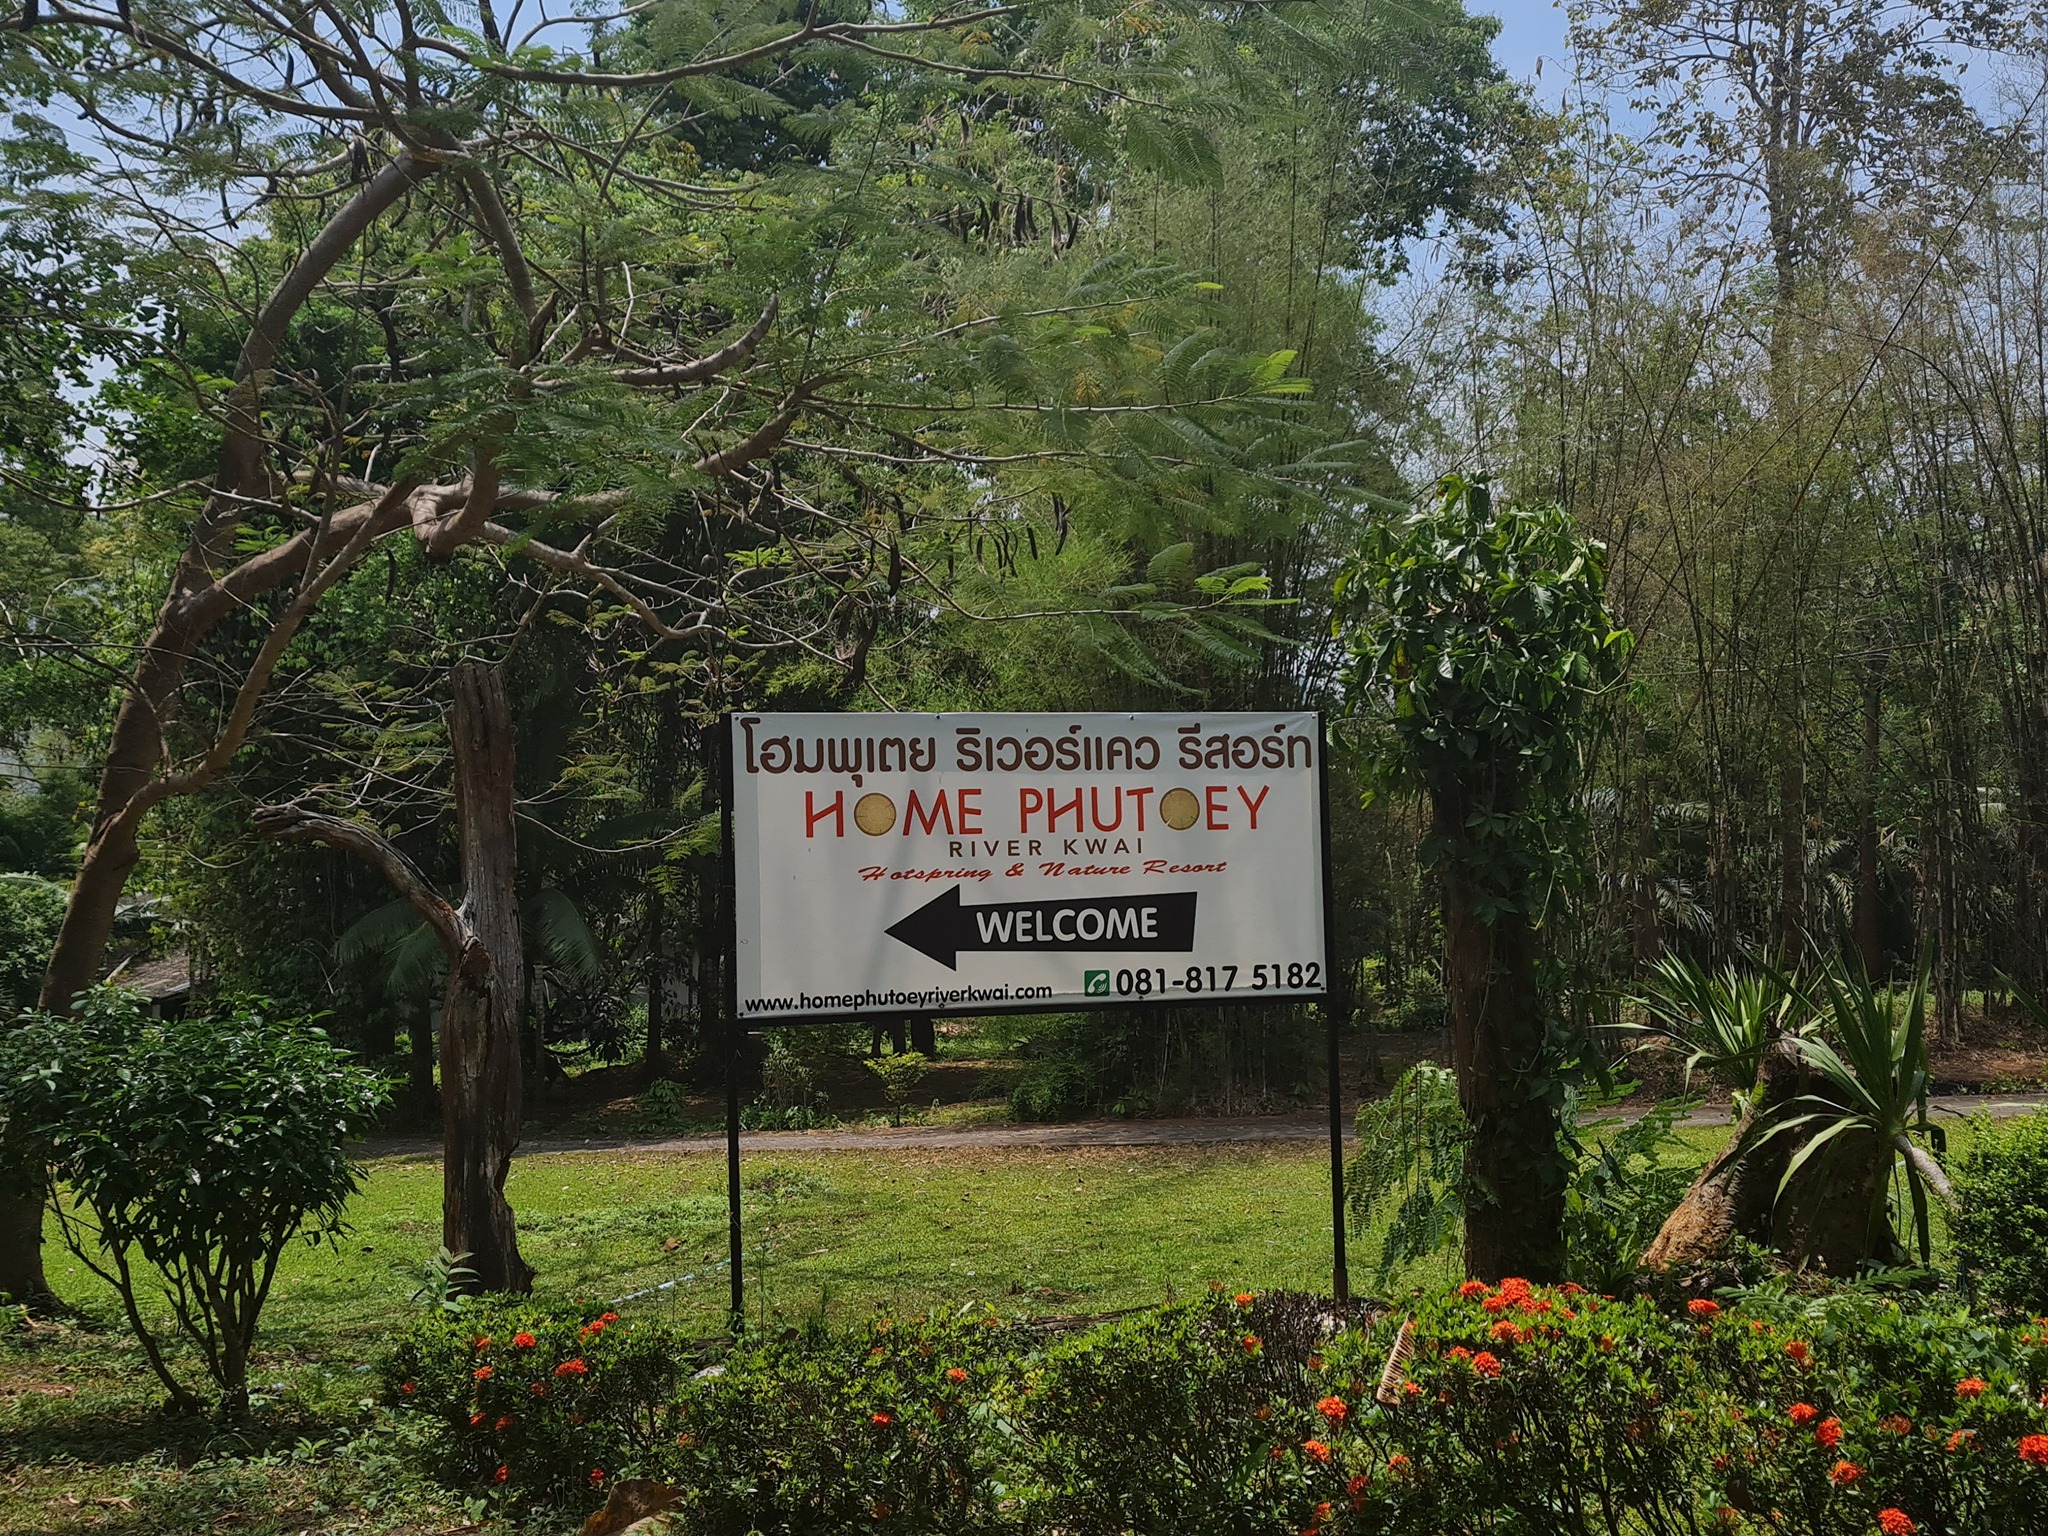 โฮมพุเตย ริเวอร์แคว รีสอร์ท
HOME PHUTOEY
RIVER KWAI
Hotspring & Nature Resort
WELCOME
www.homephutoeyriverkwai.com 081-817 5182